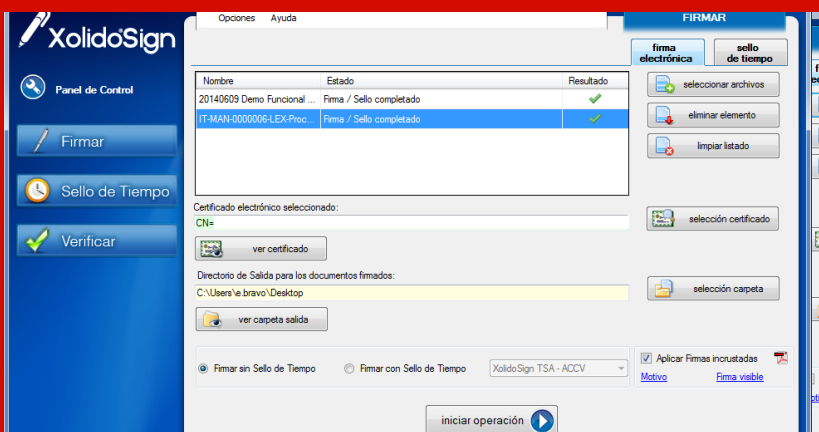 Opciones Ayuda
FIRMAR
XolidoSign
firma electrónica
sello de tiempo
Panel de Control
Nombre Estado Resultado
20140609 Demo Funcional ... Firma / Sello completado
IT-MAN-0000006-LEX-Proc... Firma / Sello completado
seleccionar archivos
eliminar elemento
limpiar listado
Firmar
Sello de Tiempo
Verificar
Certificado electrónico seleccionado:
CN=
selección certificado
ver certificado
Directorio de Salida para los documentos firmados:
C:\Users\e.bravo\Desktop
selección carpeta
ver carpeta salida
Firmar sin Sello de Tiempo
Firmar con Sello de Tiempo
XolidoSign TSA - ACCV
Aplicar Firmas incrustadas
Motivo Firma visible
iniciar operación